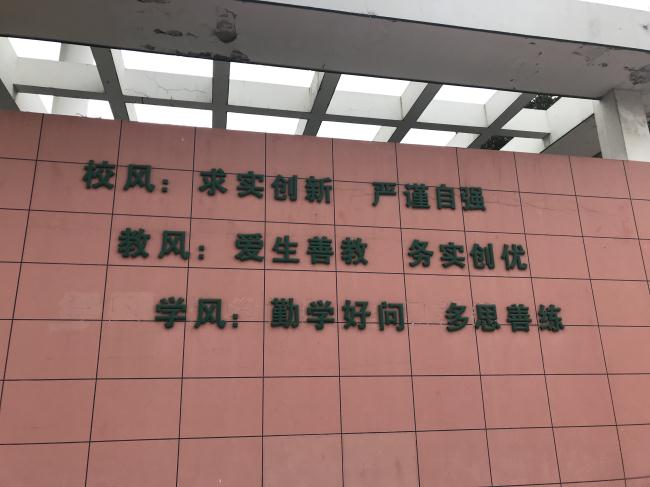 校风：求实创新 严谨自强
教风：爱生善教 务实创优
学风：勤学好问 多思善练